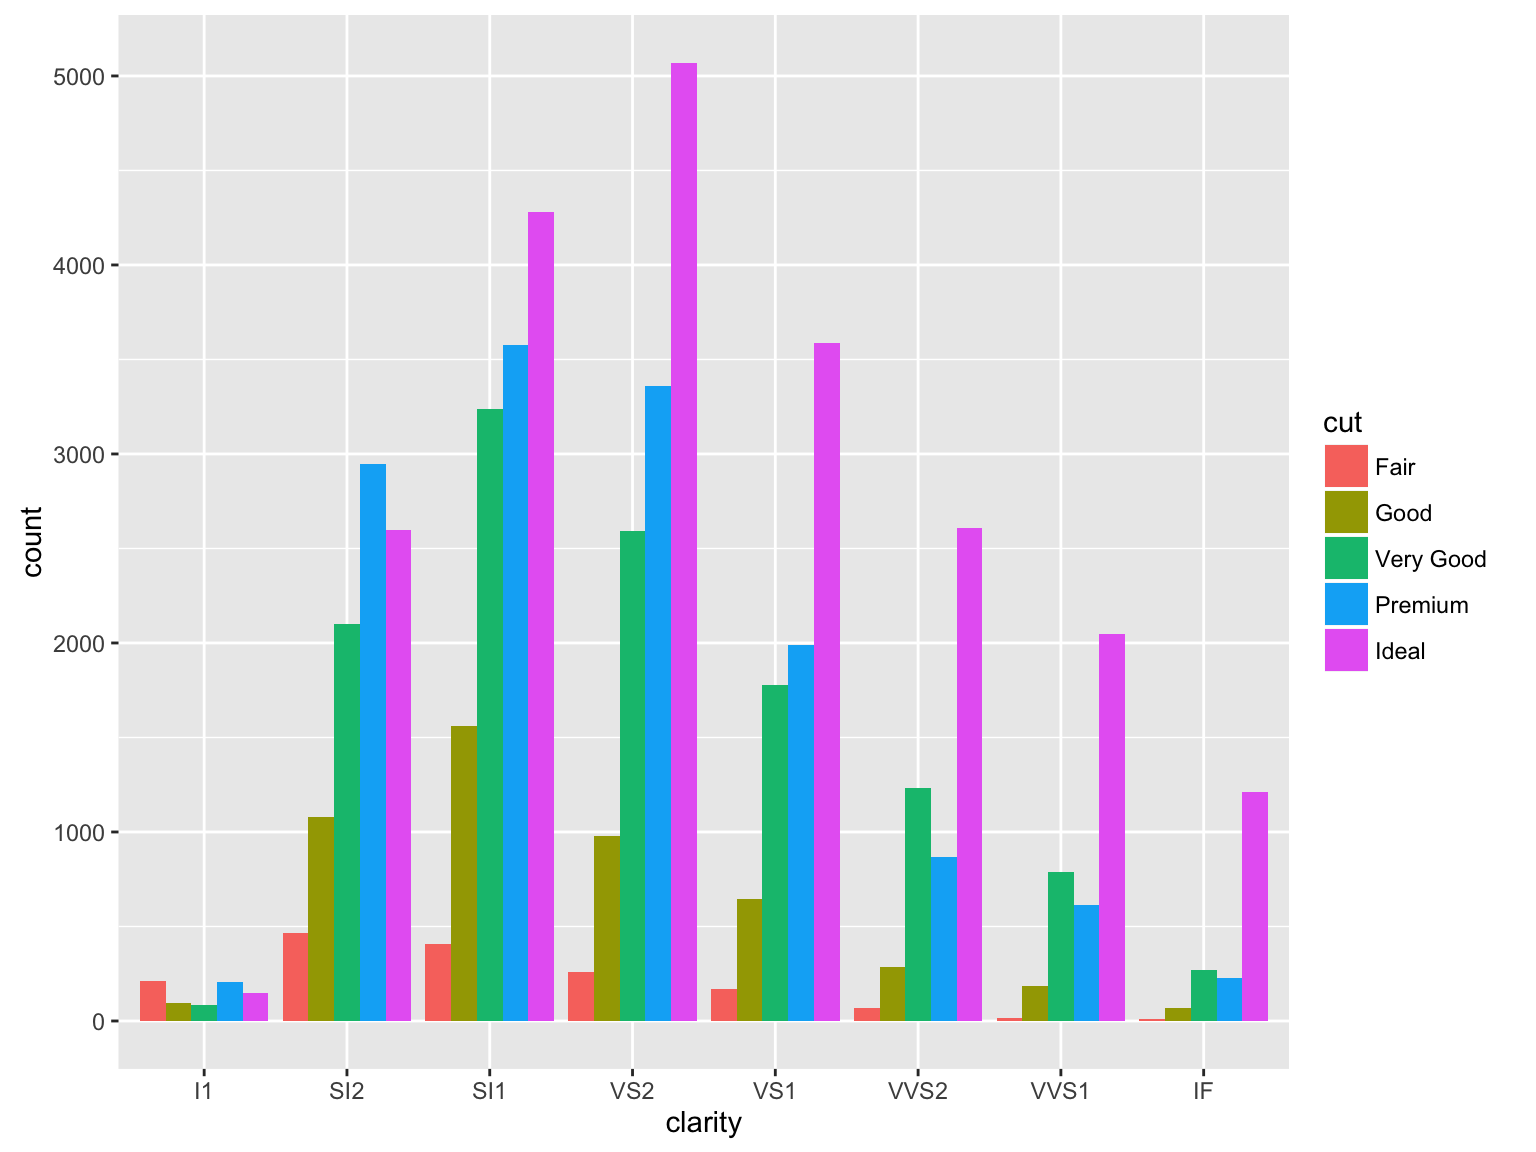 5000
4000
3000
2000
1000
0
count
I1 SI2 SI1 VS2 VS1 VVS2 VVS1 IF
clarity
cut
Fair
Good
Very Good
Premium
Ideal